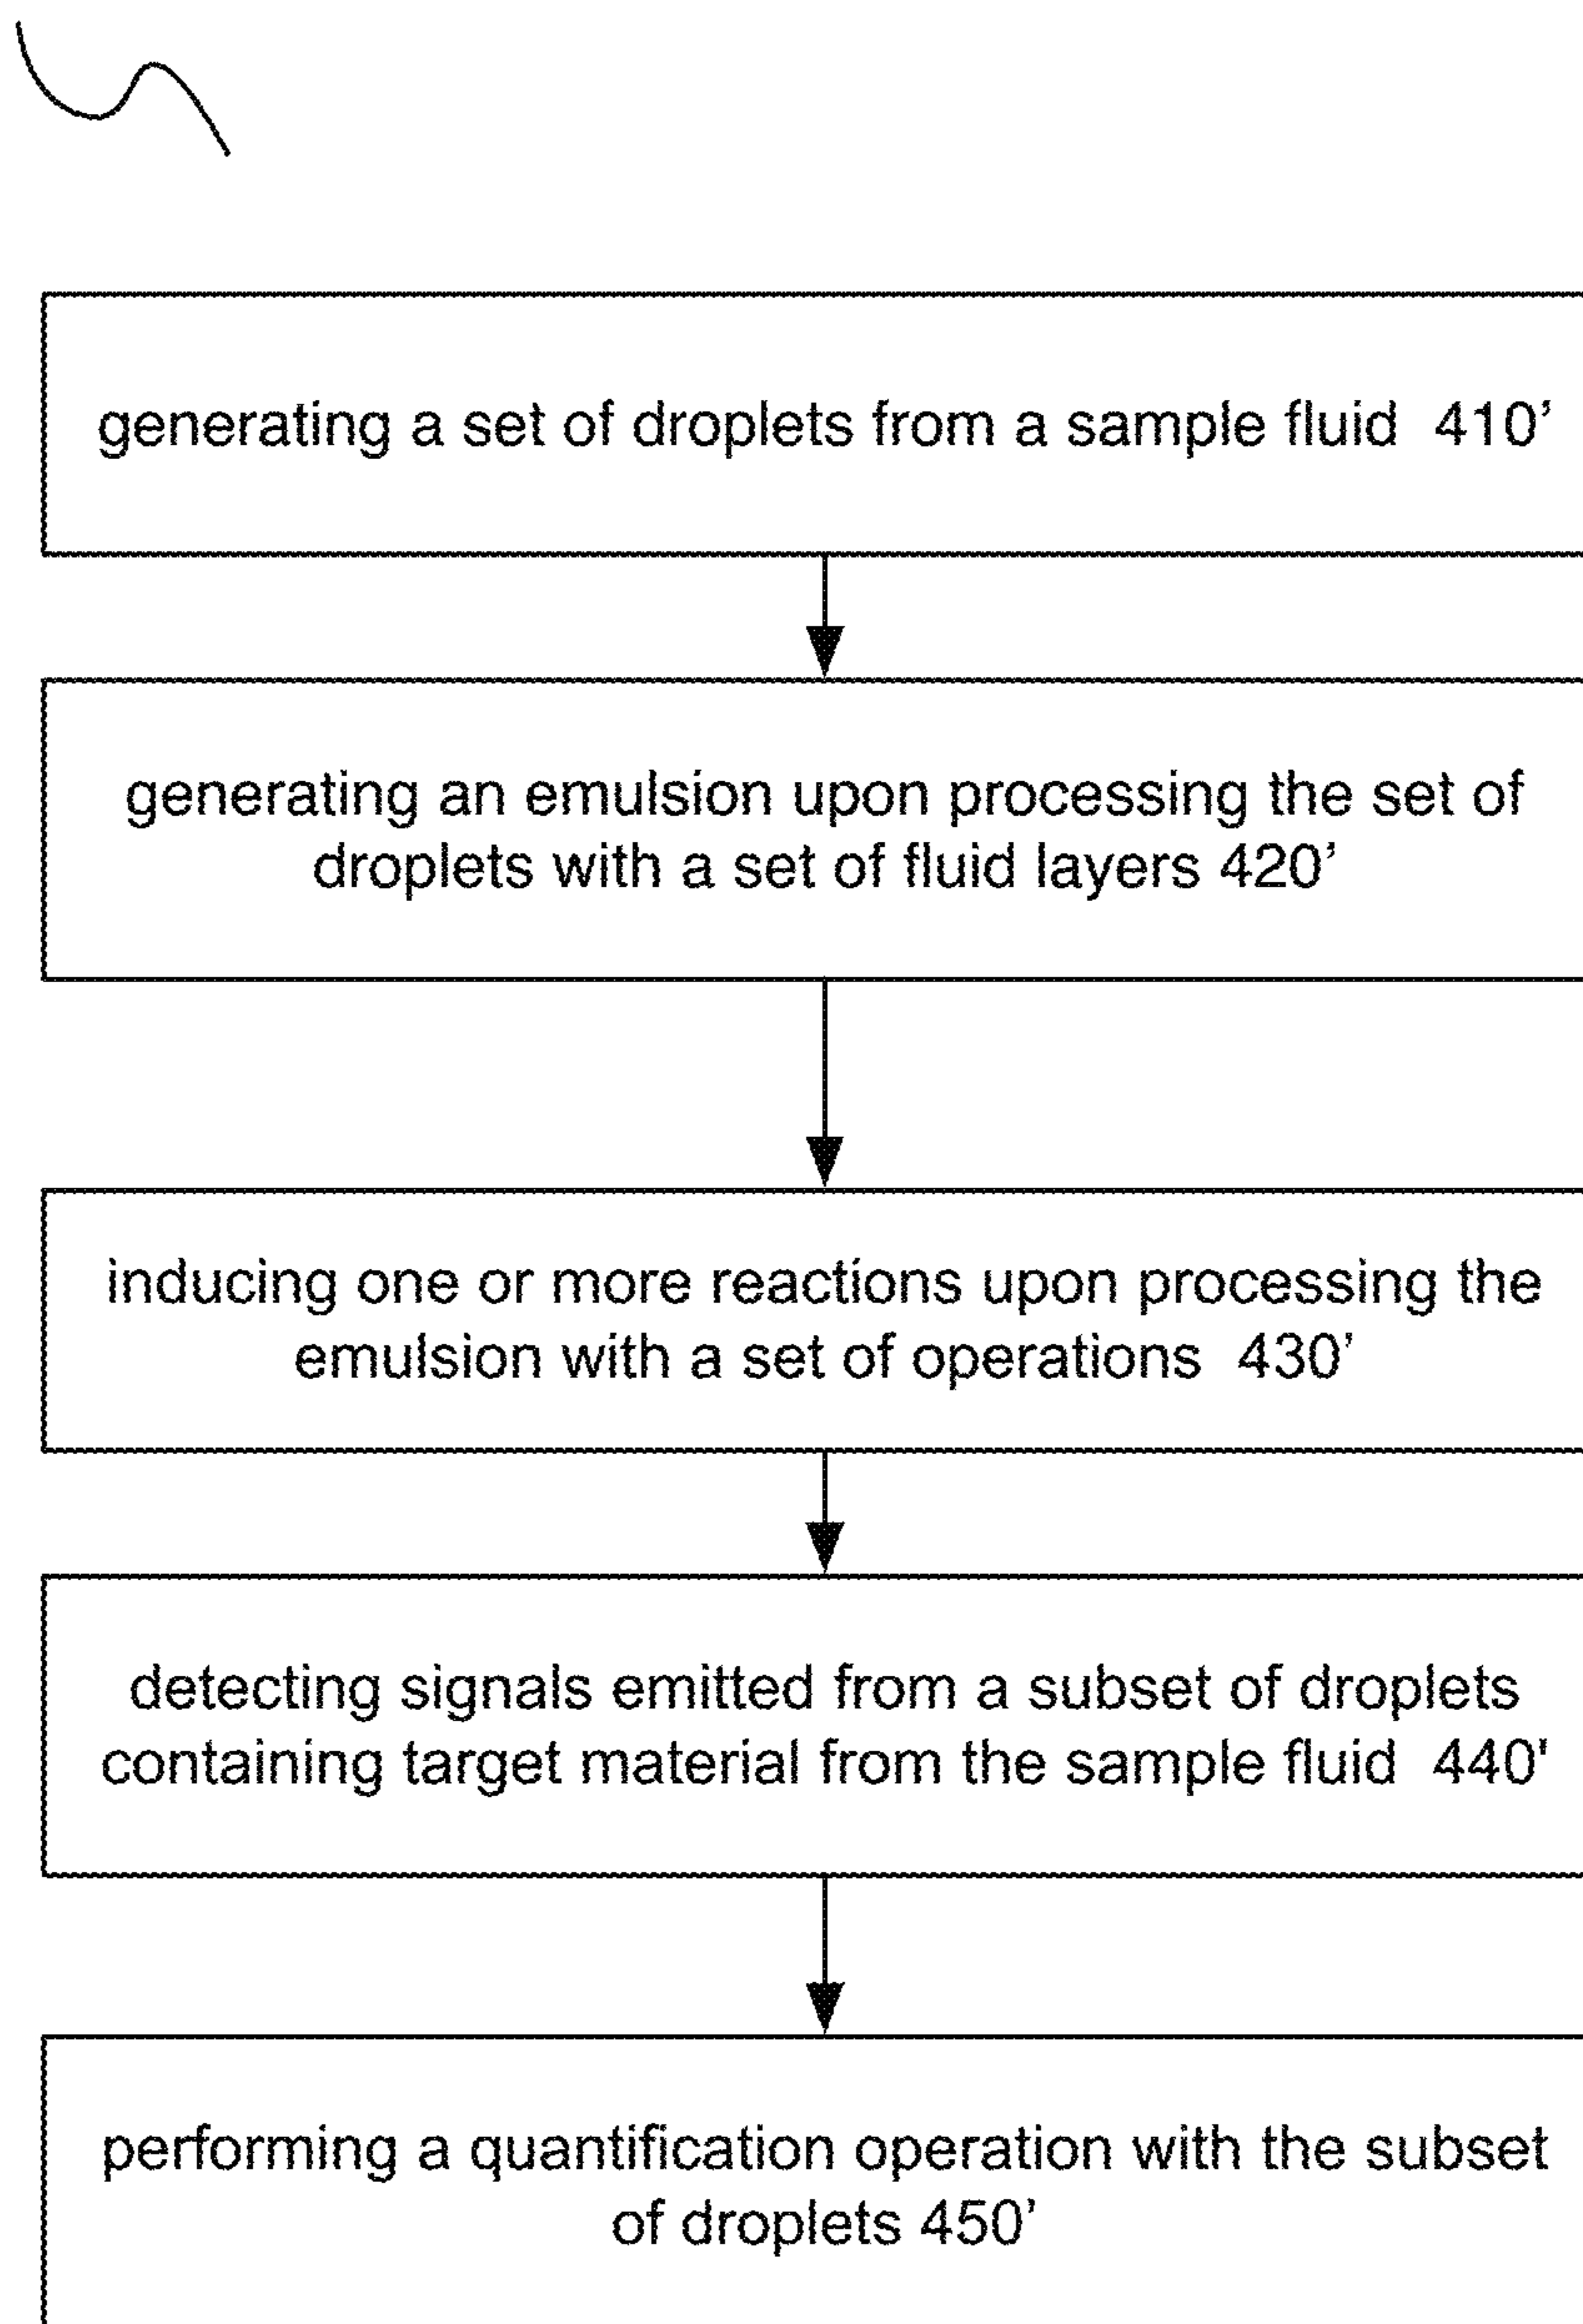 generating a set of droplets from a sample fluid  410’
generating an emulsion upon processing the set of
droplets with a set of fluid layers 420’
inducing one or more reactions upon processing the
emulsion with a set of operations  430’
detecting signals emitted from a subset of droplets
containing target material from the sample fluid  440'
performing a quantification operation with the subset
of droplets 450’